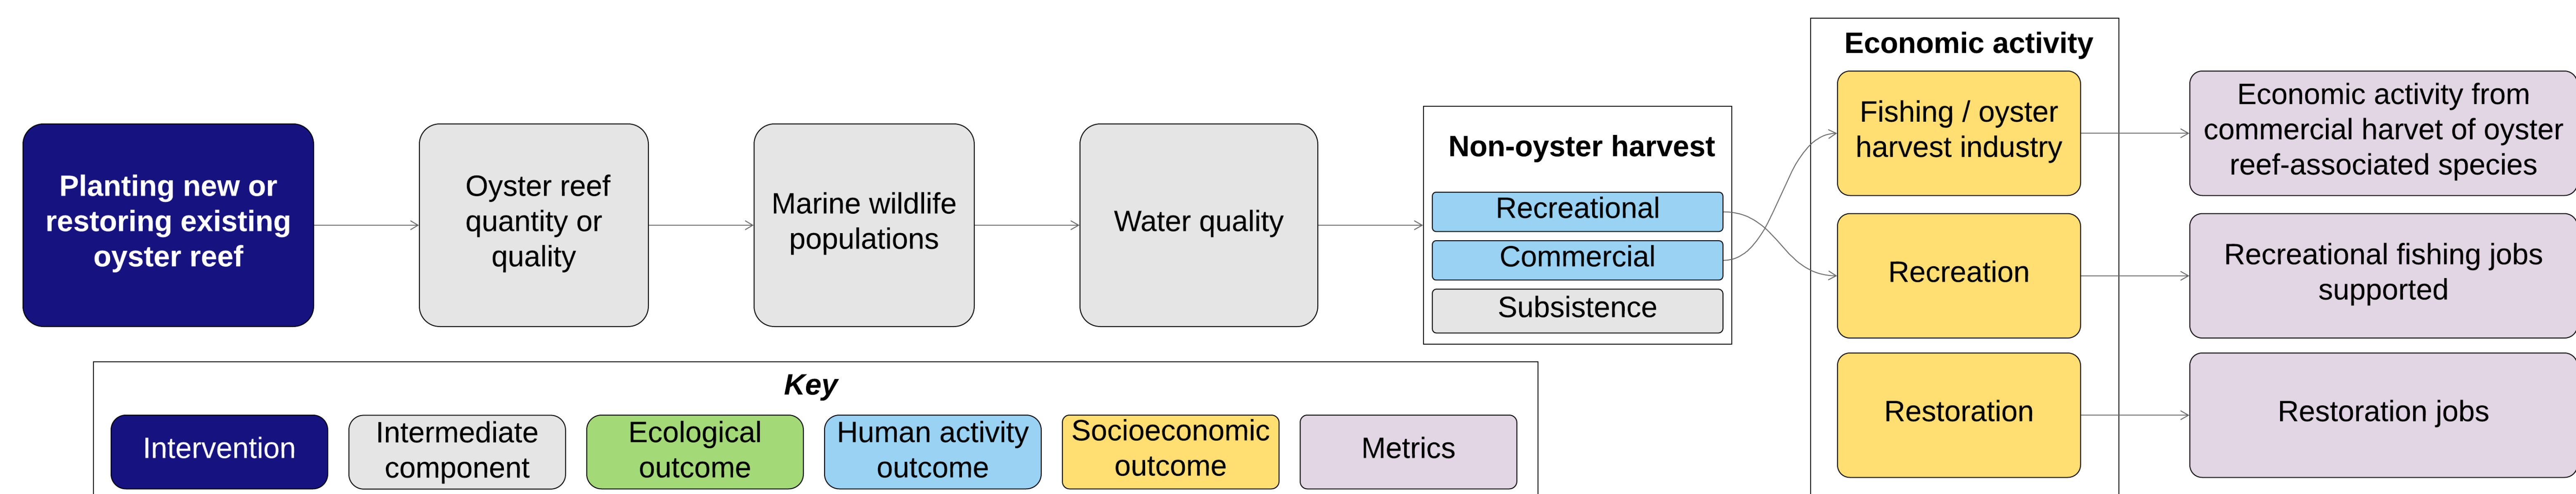 Planting new or
restoring existing
oyster reef
Oyster reef
quantity or
quality
Marine wildlife
populations
Water quality
Non-oyster harvest
Recreational
Commercial
Subsistence
Economic activity
Fishing / oyster
harvest industry
Recreation
Restoration
Economic activity from
commercial harvet of oyster
reef-associated species
Recreational fishing jobs
supported
Restoration jobs
Key
Intervention
Intermediate
component
Ecological
outcome
Human activity
outcome
Socioeconomic
outcome
Metrics